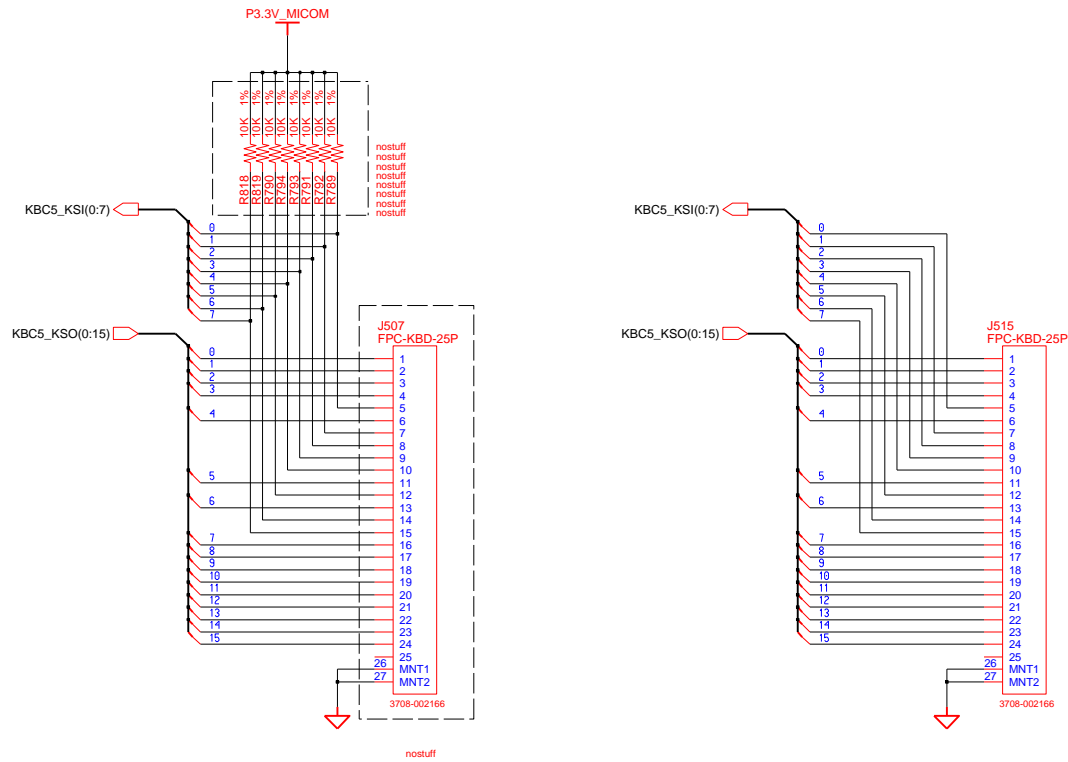 P3.3V_MICOM
10K 1%
10K 1%
10K 1%
10K 1%
10K 1%
10K 1%
10K 1%
10K 1%
R818
R819
R790
R794
R793
R791
R792
R789
nostuff
nostuff
nostuff
nostuff
nostuff
nostuff
nostuff
nostuff
KBC5_KSI(0:7)
0
1
2
3
4
5
6
7
KBC5_KSO(0:15)
0
1
2
3
4
5
6
7
8
9
10
11
12
13
14
15
J507
FPC-KBD-25P
1
2
3
4
5
6
7
8
9
10
11
12
13
14
15
16
17
18
19
20
21
22
23
24
25
26 MNT1
27 MNT2
3708-002166
nostuff
KBC5_KSI(0:7)
0
1
2
3
4
5
6
7
KBC5_KSO(0:15)
0
1
2
3
4
5
6
7
8
9
10
11
12
13
14
15
J515
FPC-KBD-25P
1
2
3
4
5
6
7
8
9
10
11
12
13
14
15
16
17
18
19
20
21
22
23
24
25
26 MNT1
27 MNT2
3708-002166